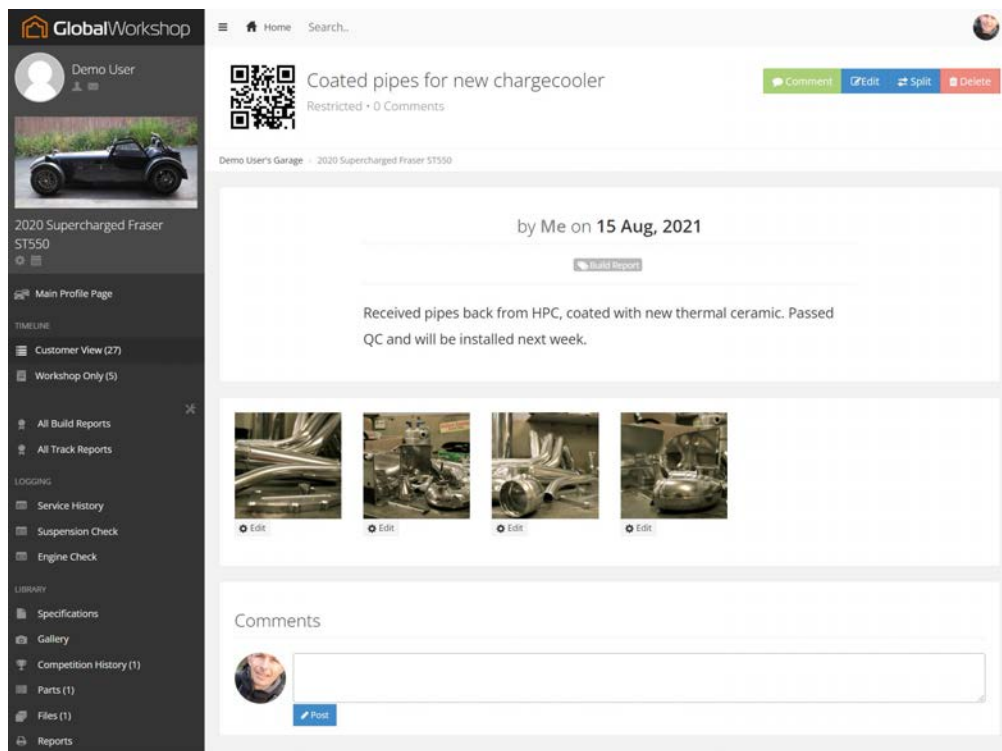 GlobalWorkshop
Home Search..
Demo User
2020 Supercharged Fraser
ST550
Main Profile Page
TIMELINE
Customer View (27)
Workshop Only (5)
All Build Reports
All Track Reports
LOGGING
Service History
Suspension Check
Engine Check
LIBRARY
Specifications
Gallery
Competition History (1)
Parts (1)
Files (1)
Reports
Coated pipes for new chargecooler
Restricted • 0 Comments
Comment Edit Split Delete
Demo User's Garage 2020 Supercharged Fraser ST550
by Me on 15 Aug, 2021
Build Report
Received pipes back from HPC, coated with new thermal ceramic. Passed
QC and will be installed next week.
Edit Edit Edit Edit
Comments
Post